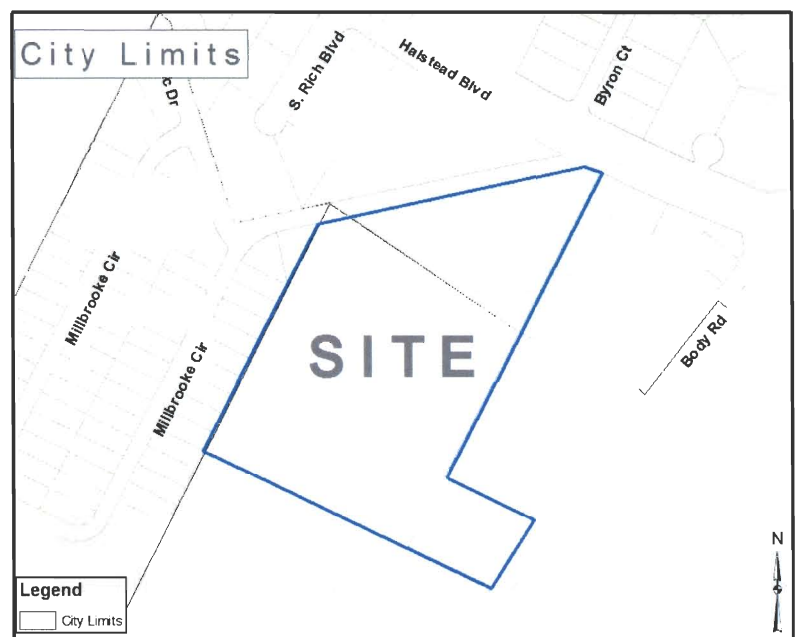 City Limits
S. Rich Blvd
Halstead Blvd
Byron Ct
Millbrooke Cir
Millbrooke Cir
SITE
Body Rd
N
Legend
City Limits